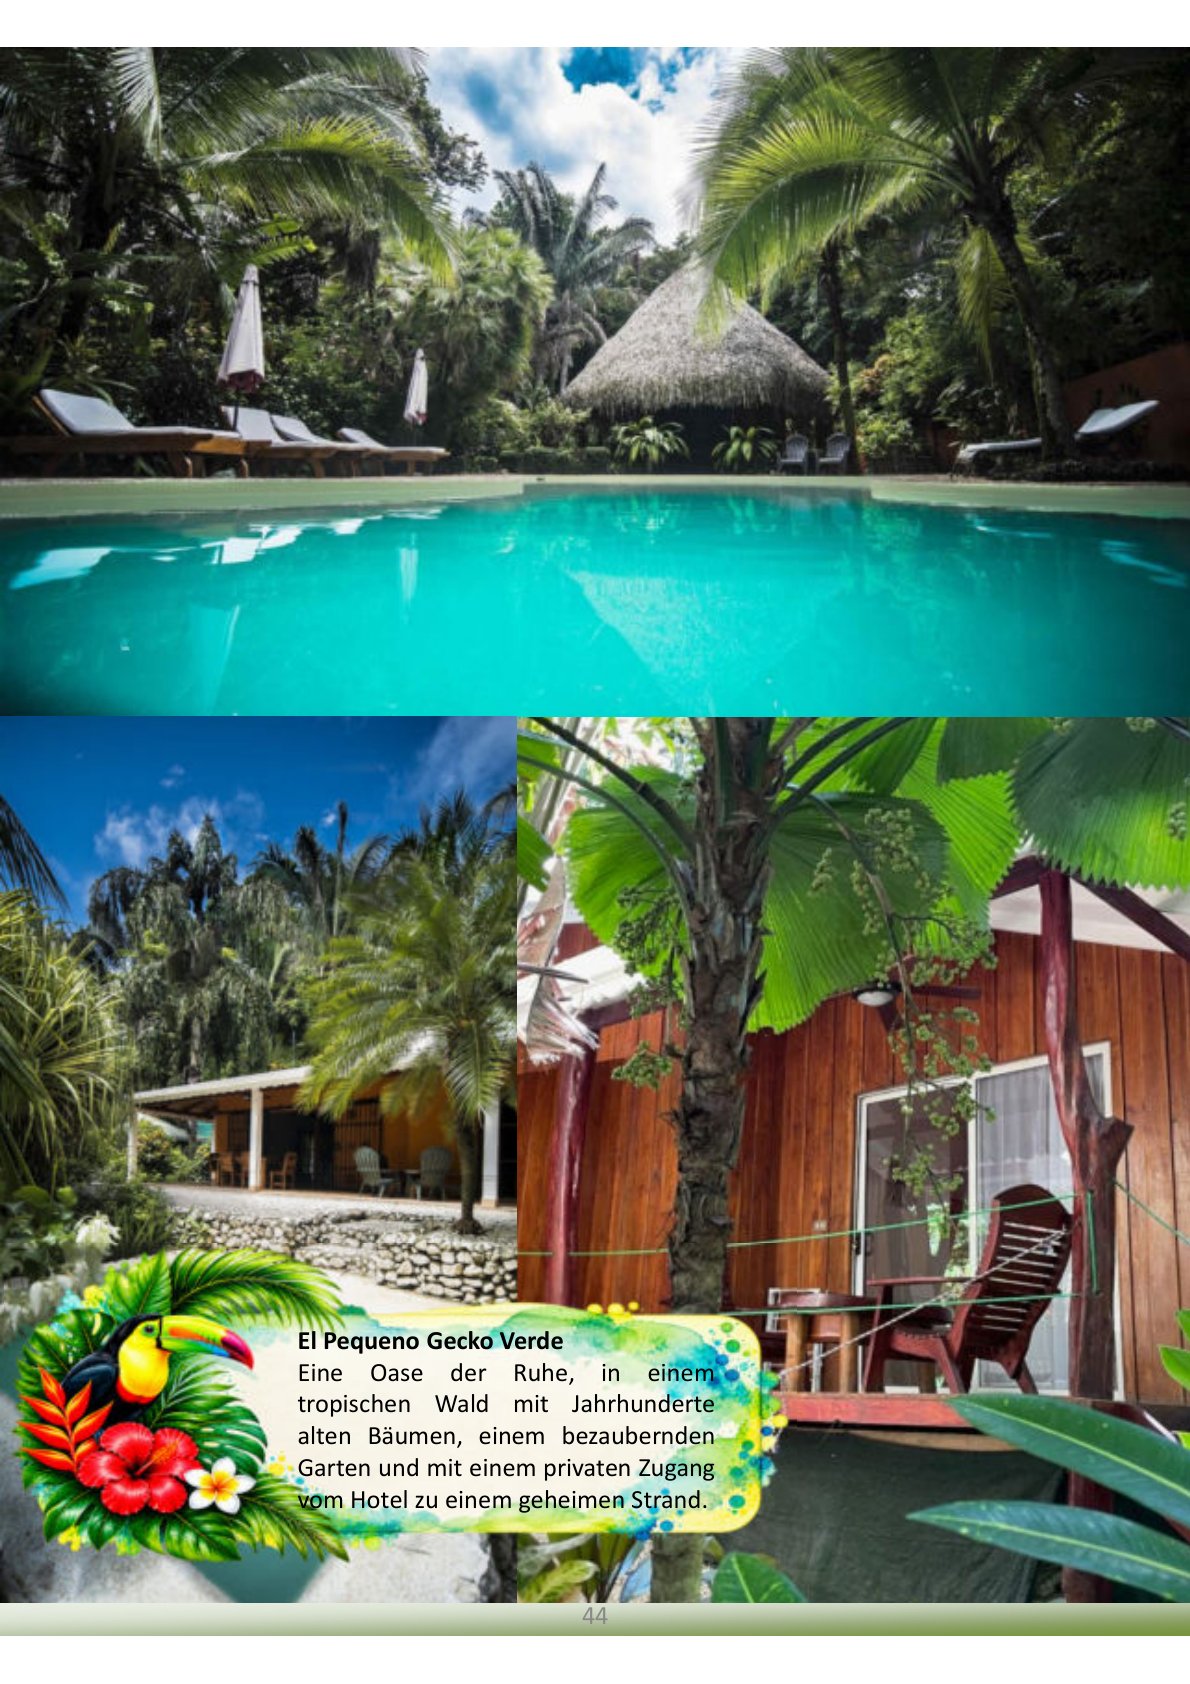 El Pequeno Gecko Verde
Eine Oase der Ruhe, in einem
tropischen Wald mit Jahrhunderte
alten Bäumen, einem bezaubernden
Garten und mit einem privaten Zugang
vom Hotel zu einem geheimen Strand.
44